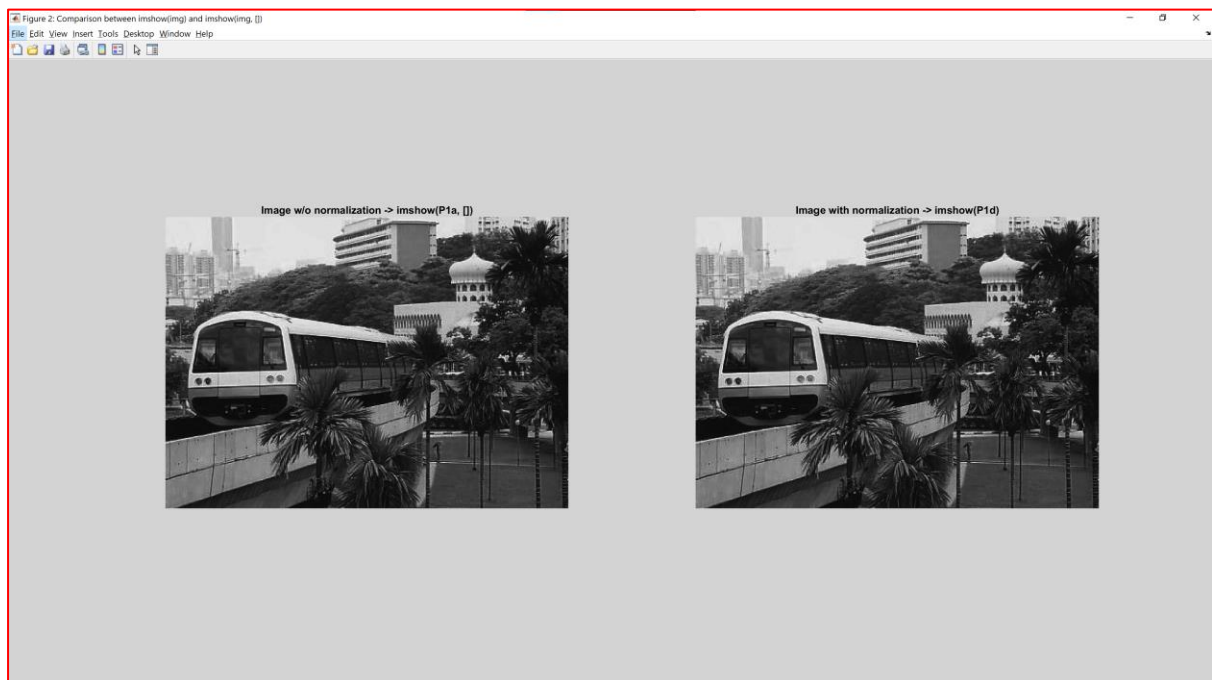 Figure 2: Comparison between imshow(img) and imshow(img, [])
File Edit View Insert Tools Desktop Window Help
Image w/o normalization -> imshow(P1a, [])
Image with normalization -> imshow(P1d)